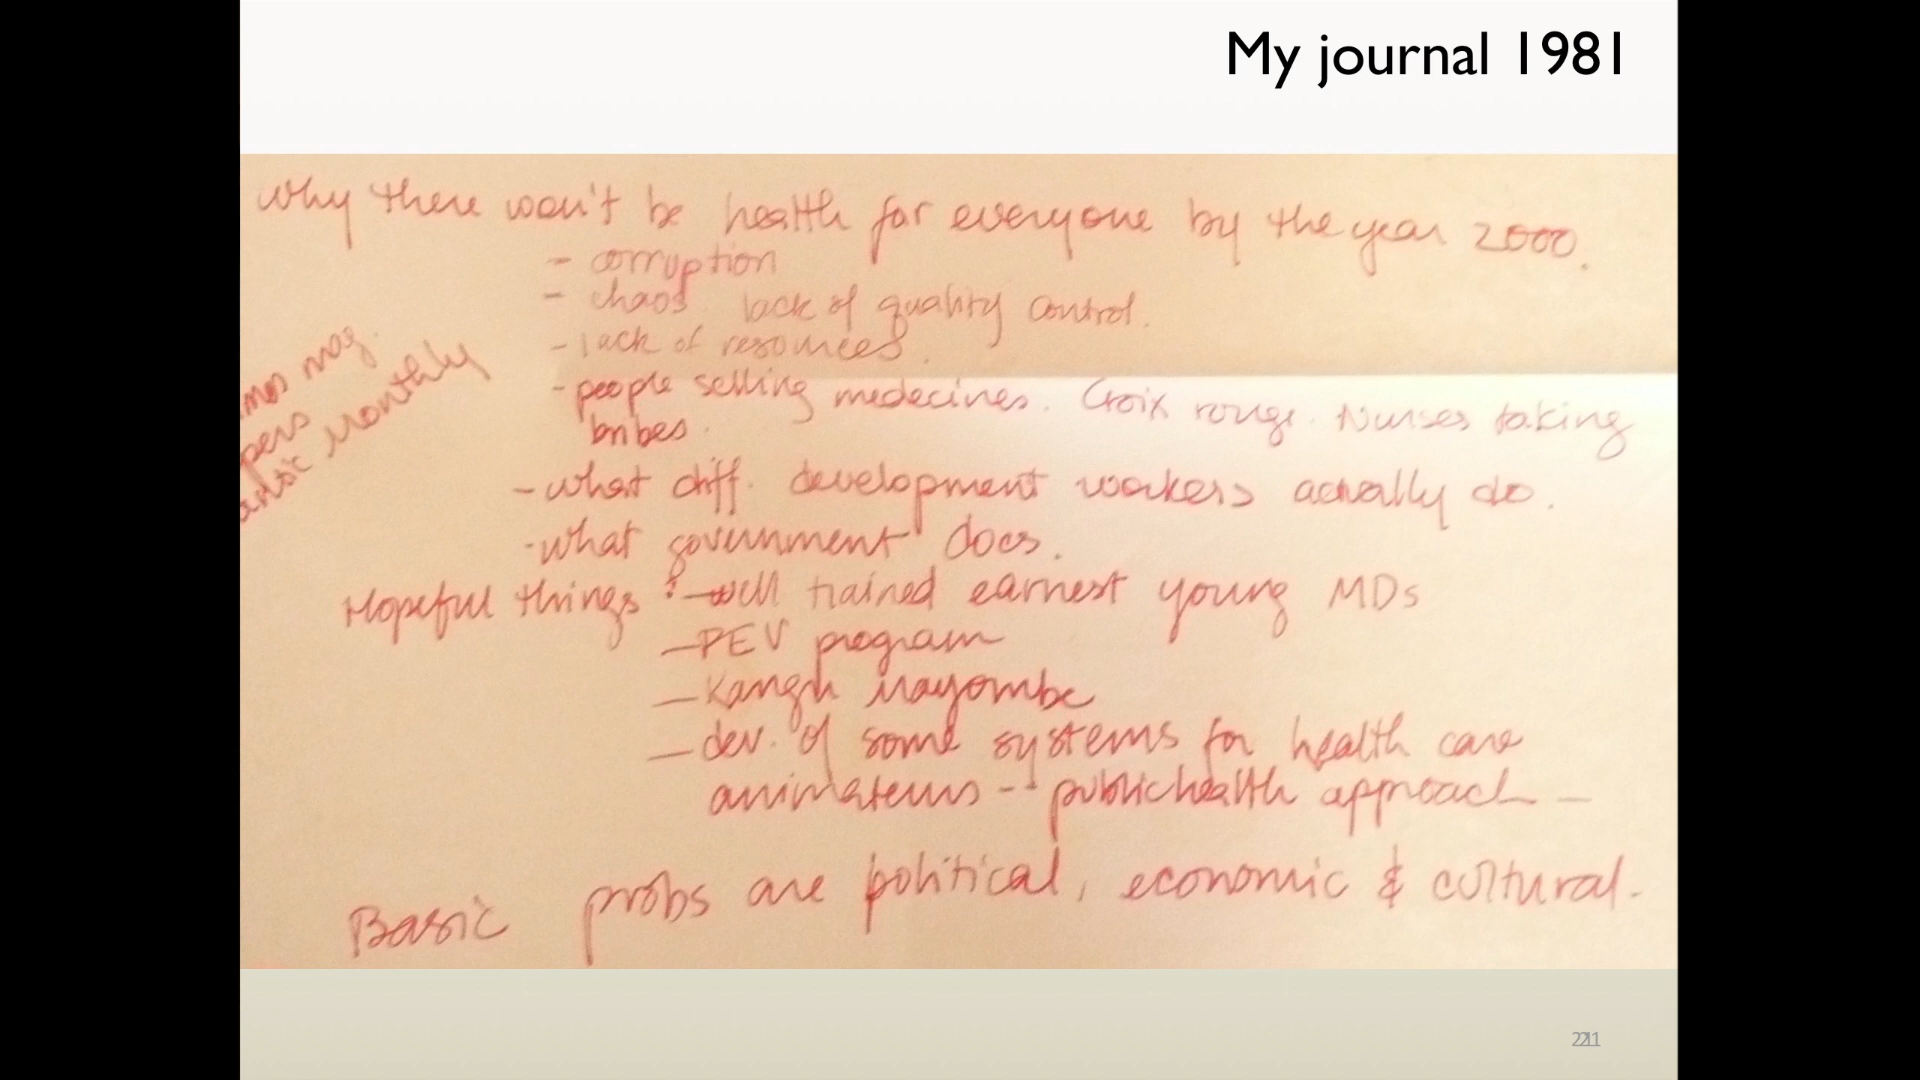 My journal 1981
Why there won't be health for everyone by the year 2000.
- corruption
- chaos. lack of quality control.
- lack of resources.
- people selling medecines. Croix rouge. Nurses taking
bribes.
- what diff. development workers actually do.
- what government does.
Hopeful things: - well trained earnest young MDs
- PEV program
- Kangu Mayombe
- dev. of some systems for health care
animateurs -- public health approach -
Basic probs are political, economic & cultural.
mag.
Monthly